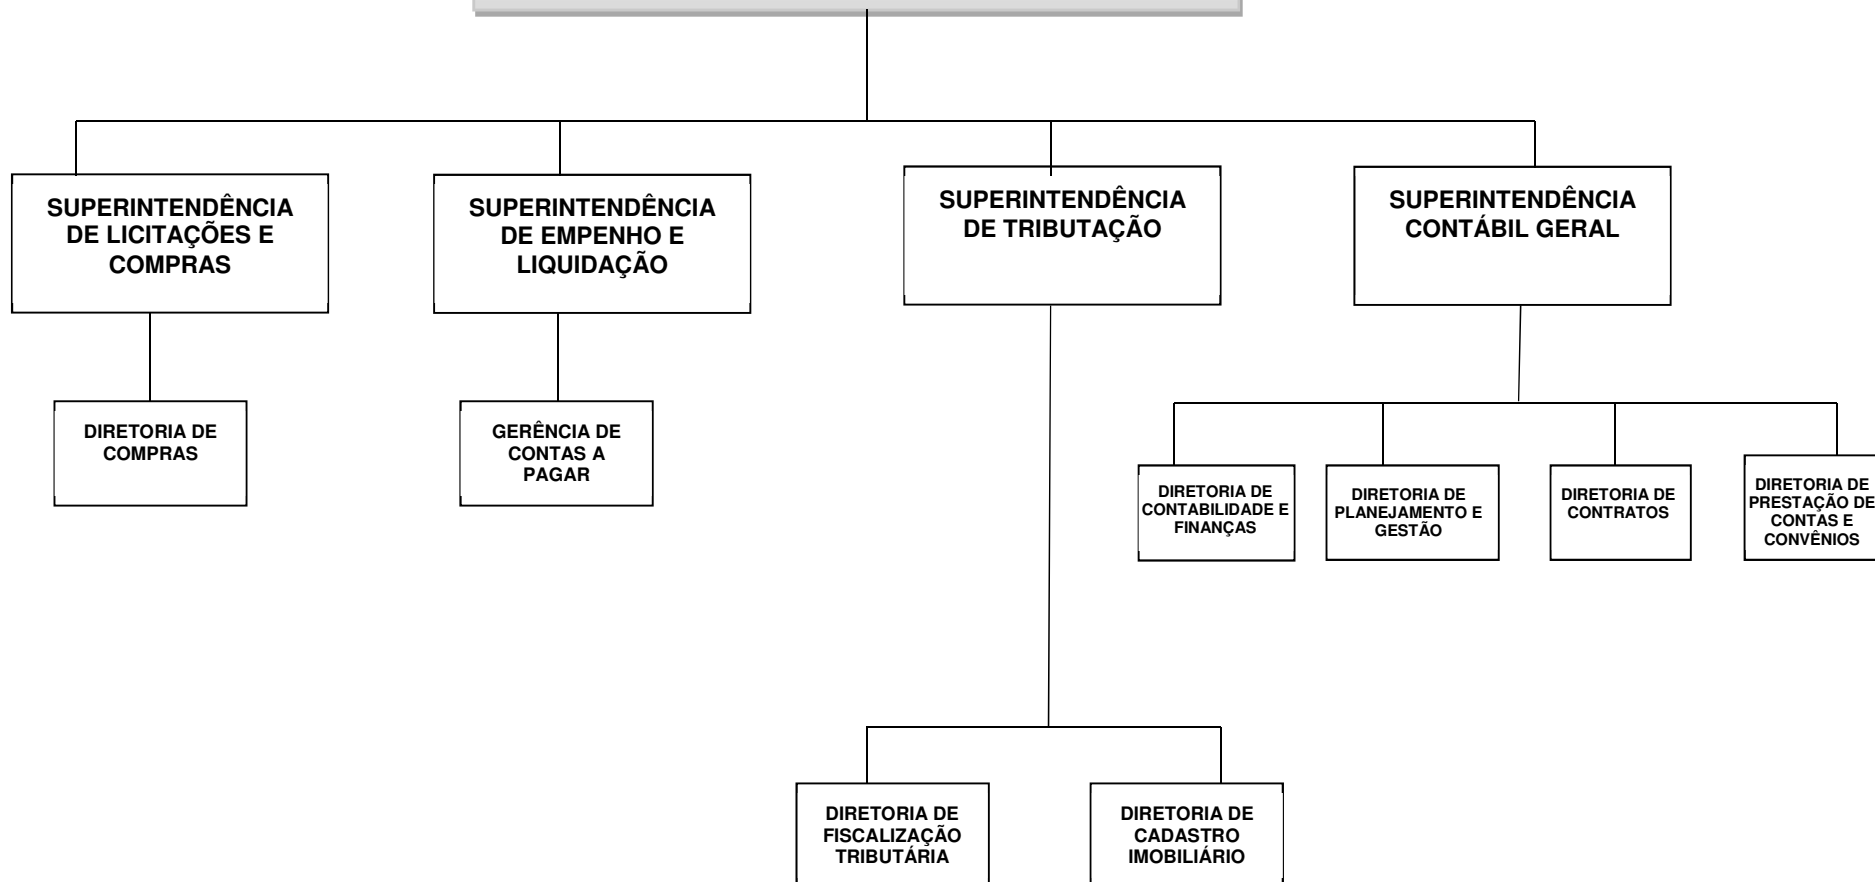 SUPERINTENDÊNCIA
DE LICITAÇÕES E
COMPRAS
SUPERINTENDÊNCIA
DE EMPENHO E
LIQUIDAÇÃO
SUPERINTENDÊNCIA
DE TRIBUTAÇÃO
SUPERINTENDÊNCIA
CONTÁBIL GERAL
DIRETORIA DE
COMPRAS
GERÊNCIA DE
CONTAS A
PAGAR
DIRETORIA DE
CONTABILIDADE E
FINANÇAS
DIRETORIA DE
PLANEJAMENTO E
GESTÃO
DIRETORIA DE
CONTRATOS
DIRETORIA DE
PRESTAÇÃO DE
CONTAS E
CONVÊNIOS
DIRETORIA DE
FISCALIZAÇÃO
TRIBUTÁRIA
DIRETORIA DE
CADASTRO
IMOBILIÁRIO